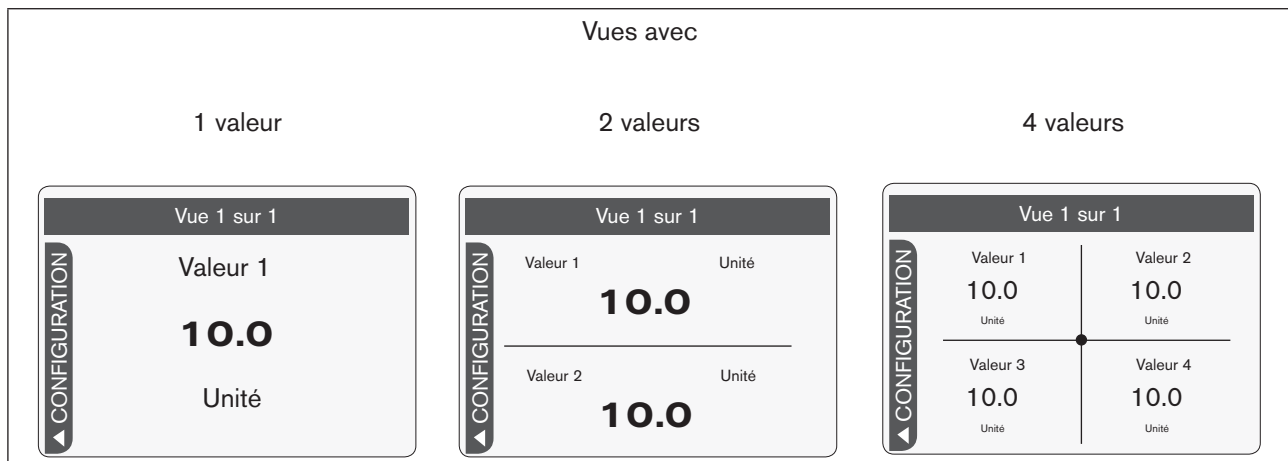 Vues avec
1 valeur
2 valeurs
4 valeurs
Vue 1 sur 1
◀ CONFIGURATION
Valeur 1
10.0
Unité
Vue 1 sur 1
◀ CONFIGURATION
Valeur 1 Unité
10.0
Valeur 2 Unité
10.0
Vue 1 sur 1
◀ CONFIGURATION
Valeur 1 Valeur 2
10.0 10.0
Unité Unité
Valeur 3 Valeur 4
10.0 10.0
Unité Unité